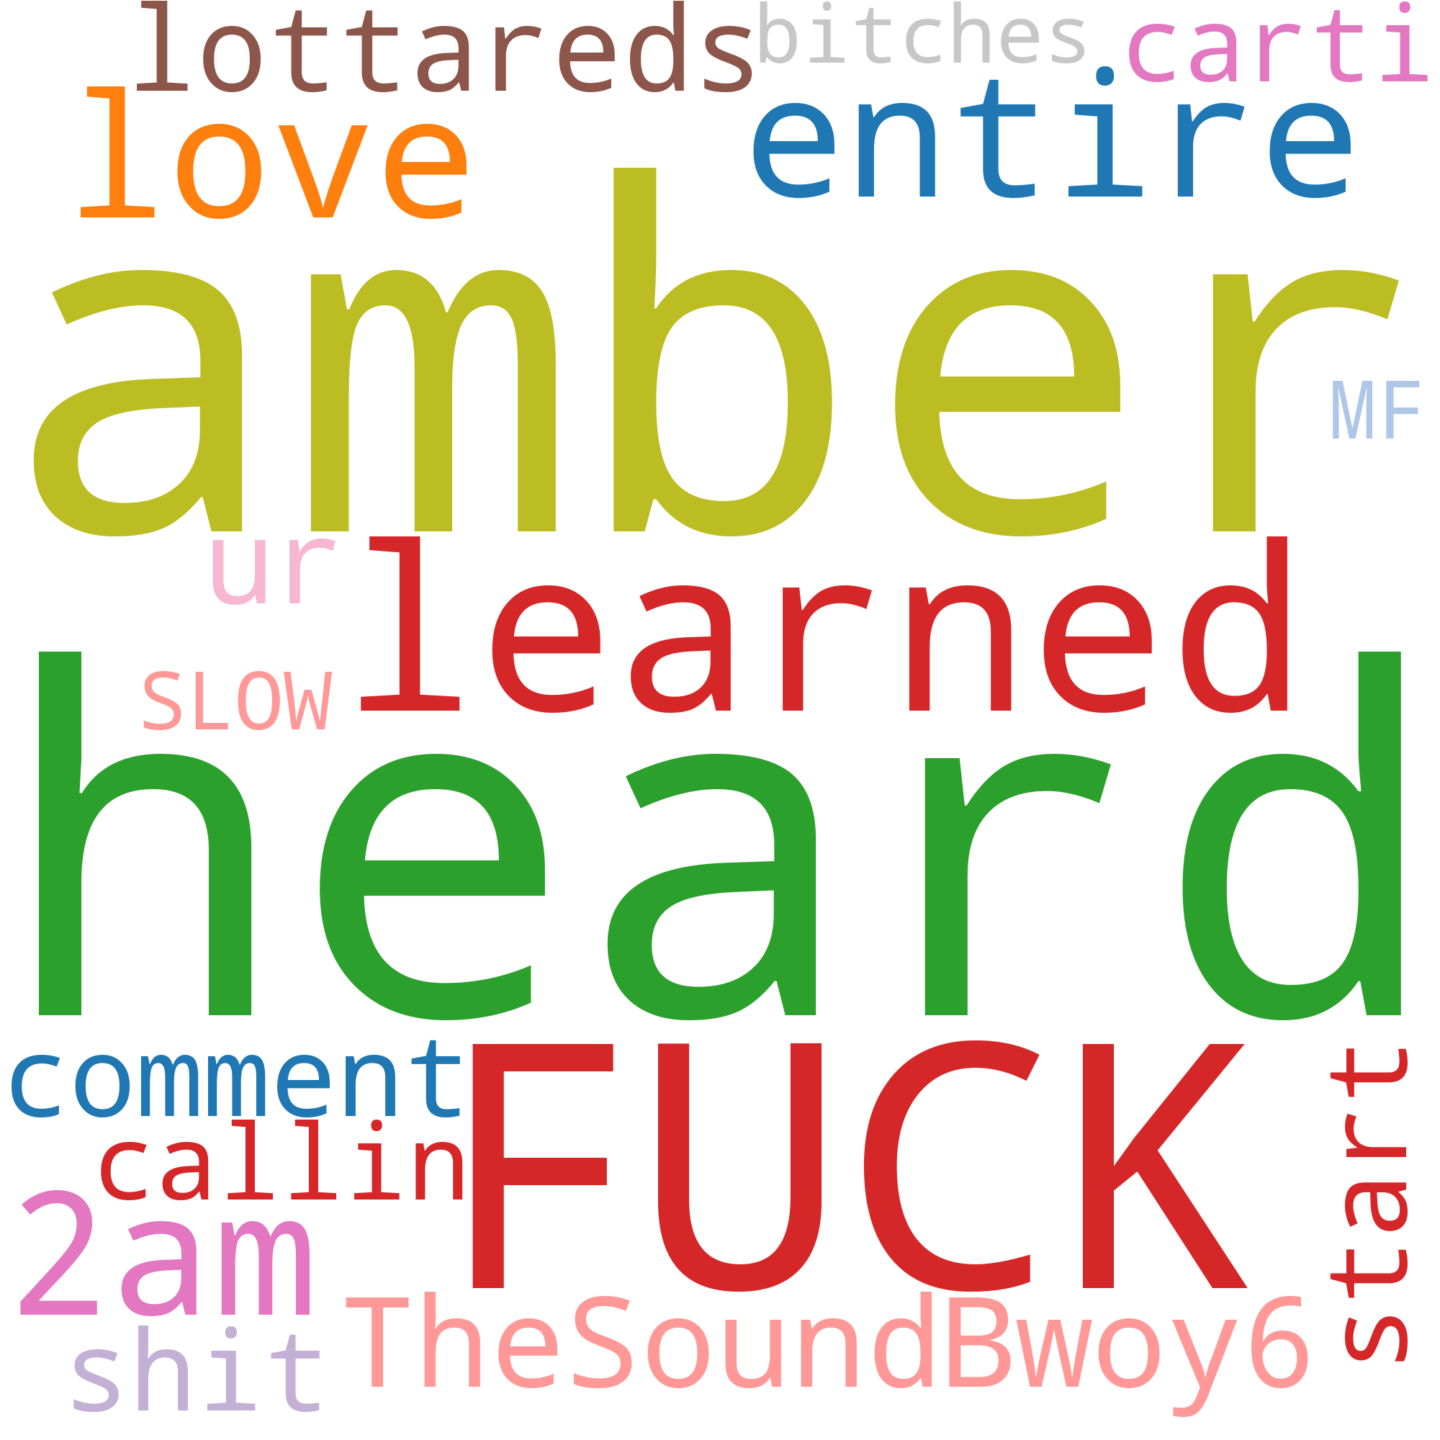 lottareds
bitches
carti
love
entire
amber
MF
ur
learned
SLOW
heard
comment
FUCK
start
callin
2am
TheSoundBwoy6
shit